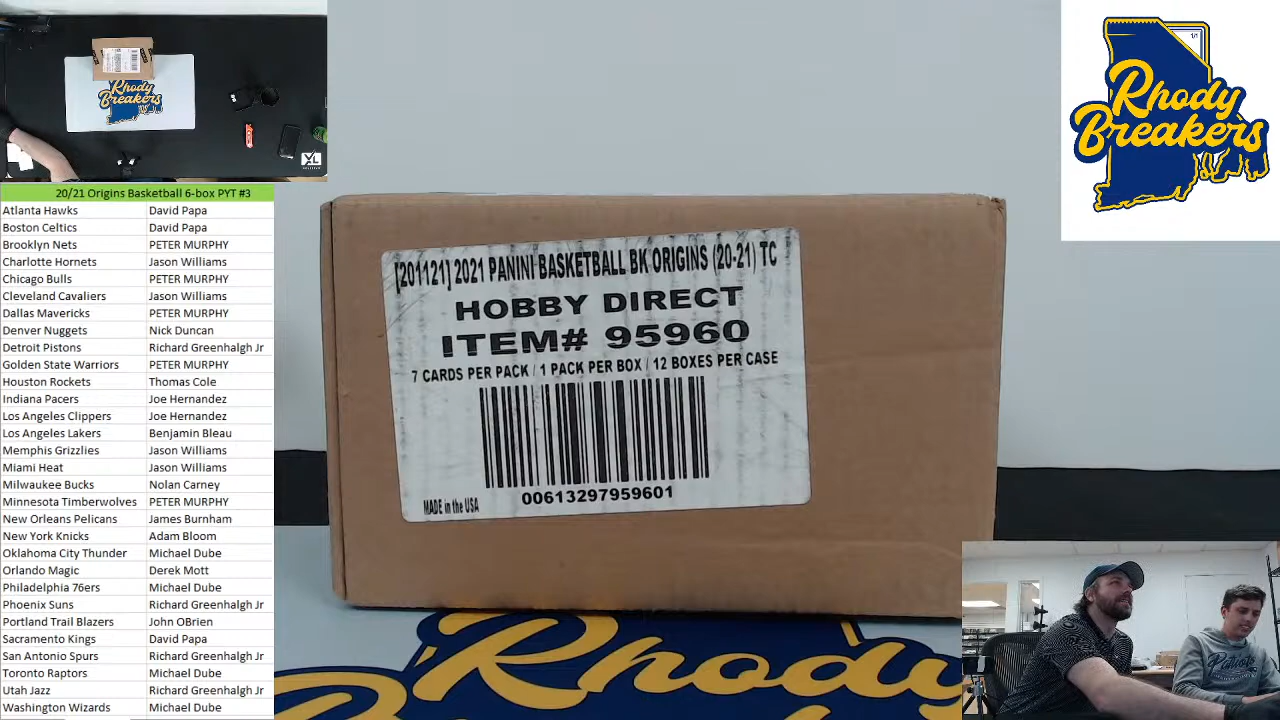 Rhody
Breakers
VL
20/21 Origins Basketball 6-box PYT #3
Atlanta Hawks David Papa
Boston Celtics David Papa
Brooklyn Nets PETER MURPHY
Charlotte Hornets Jason Williams
Chicago Bulls PETER MURPHY
Cleveland Cavaliers Jason Williams
Dallas Mavericks PETER MURPHY
Denver Nuggets Nick Duncan
Detroit Pistons Richard Greenhalgh Jr
Golden State Warriors PETER MURPHY
Houston Rockets Thomas Cole
Indiana Pacers Joe Hernandez
Los Angeles Clippers Joe Hernandez
Los Angeles Lakers Benjamin Bleau
Memphis Grizzlies Jason Williams
Miami Heat Jason Williams
Milwaukee Bucks Nolan Carney
Minnesota Timberwolves PETER MURPHY
New Orleans Pelicans James Burnham
New York Knicks Adam Bloom
Oklahoma City Thunder Michael Dube
Orlando Magic Derek Mott
Philadelphia 76ers Michael Dube
Phoenix Suns Richard Greenhalgh Jr
Portland Trail Blazers John OBrien
Sacramento Kings David Papa
San Antonio Spurs Richard Greenhalgh Jr
Toronto Raptors Michael Dube
Utah Jazz Richard Greenhalgh Jr
Washington Wizards Michael Dube
[201121] 2021 PANINI BASKETBALL BK ORIGINS (20-21) TC
HOBBY DIRECT
ITEM# 95960
7 CARDS PER PACK / 1 PACK PER BOX / 12 BOXES PER CASE
00613297959601
MADE in the USA
Rhody
1/1
Rhody
Breakers
Patriots